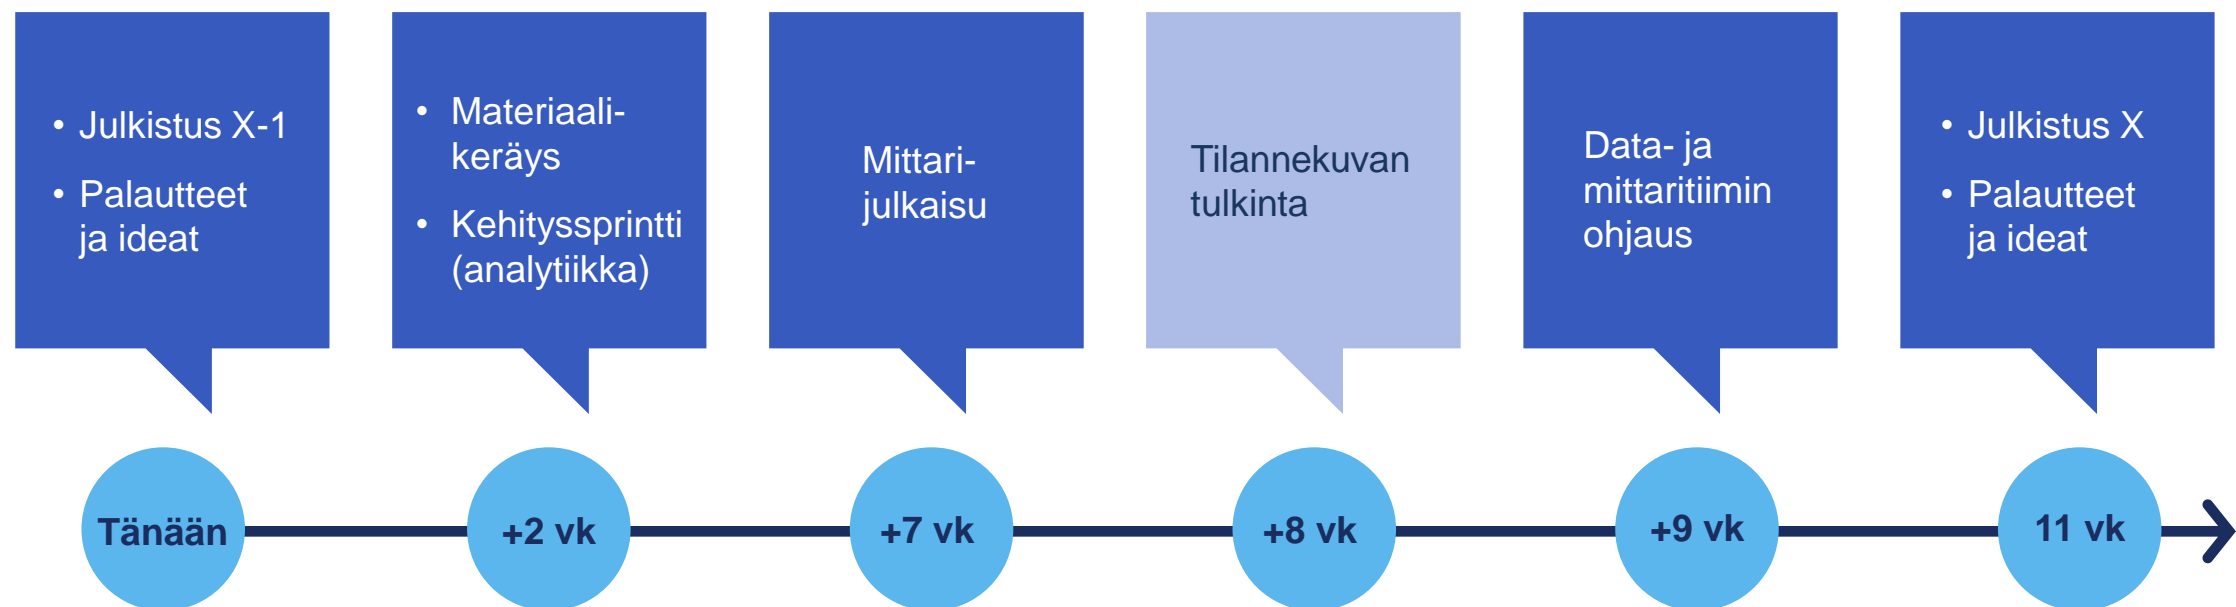 • Julkistus X-1
• Palautteet
ja ideat
• Materiaali-
keräys
• Kehityssprintti
(analytiikka)
Mittari-
julkaisu
Tilannekuvan
tulkinta
Data- ja
mittaritiimin
ohjaus
• Julkistus X
• Palautteet
ja ideat
Tänään
+2 vk
+7 vk
+8 vk
+9 vk
11 vk